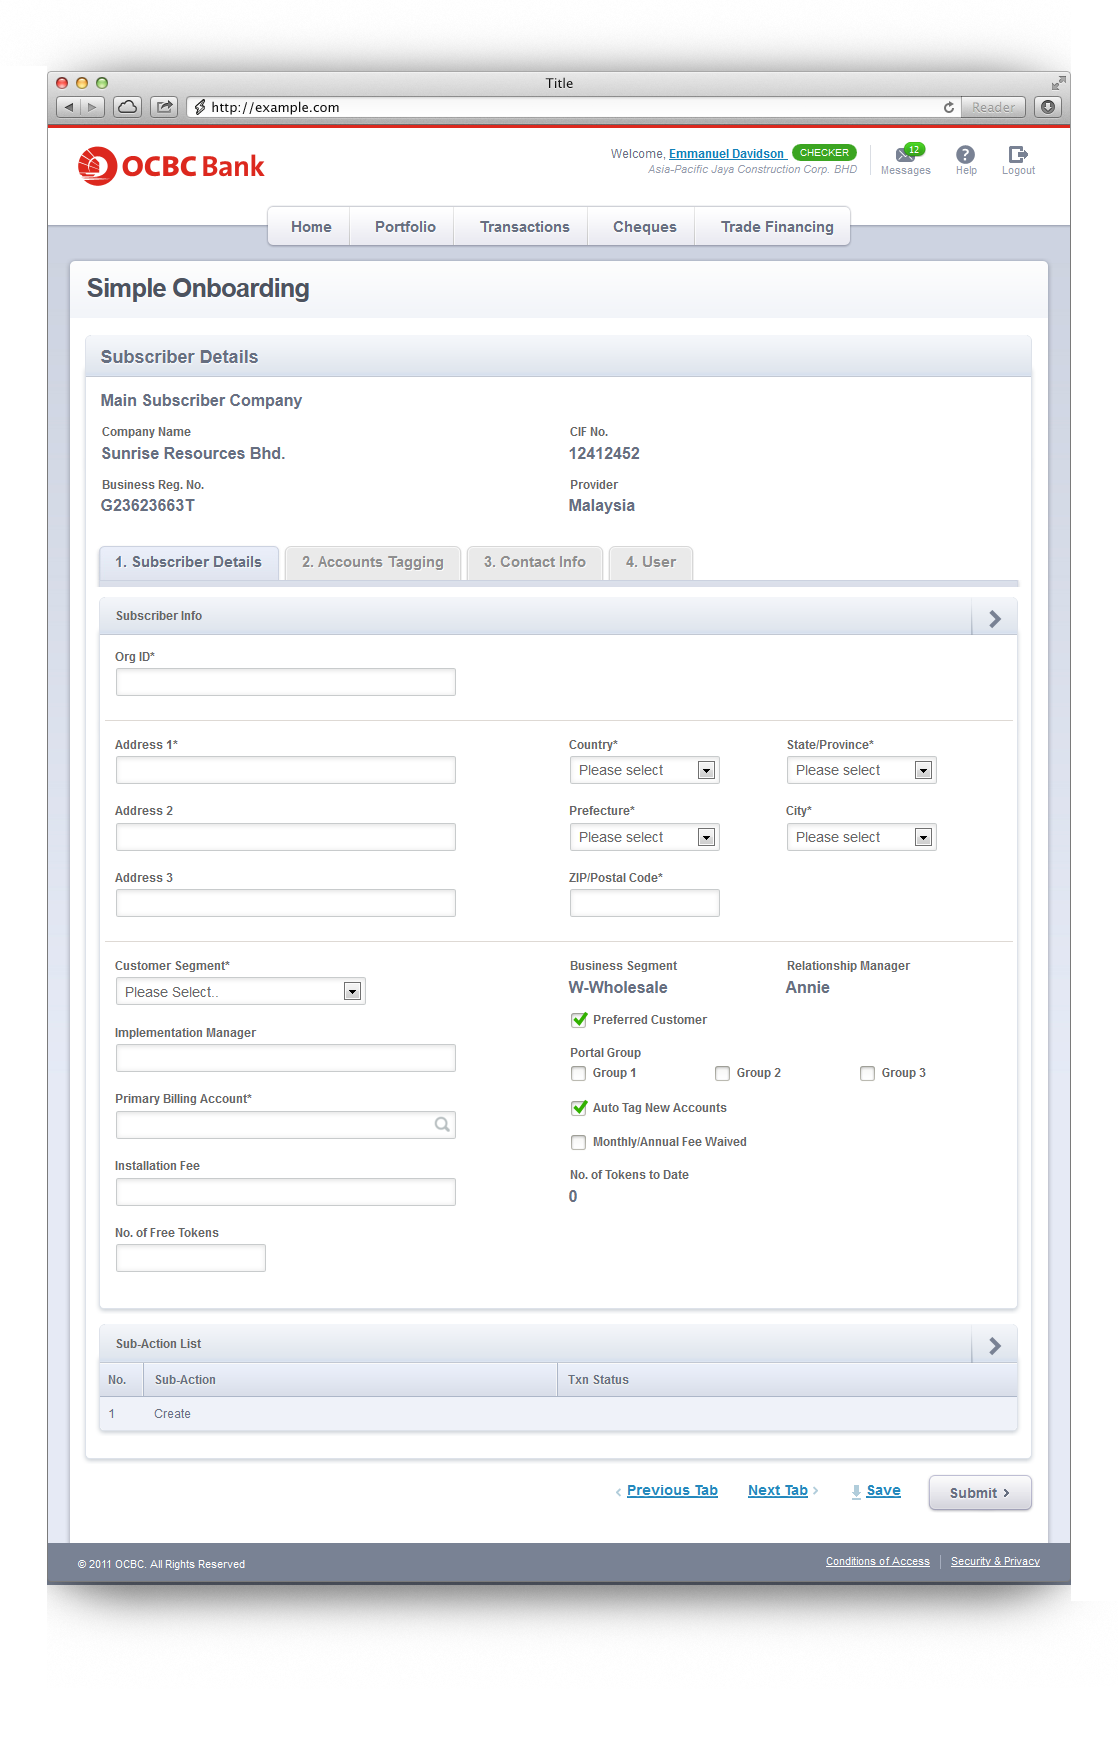 Title
http://example.com
Reader
OCBC Bank
Welcome, Emmanuel Davidson CHECKER
Asia-Pacific Jaya Construction Corp. BHD
12
Messages
Help
Logout
Home
Portfolio
Transactions
Cheques
Trade Financing
Simple Onboarding
Subscriber Details
Main Subscriber Company
Company Name
CIF No.
Sunrise Resources Bhd.
12412452
Business Reg. No.
Provider
G23623663T
Malaysia
1. Subscriber Details
2. Accounts Tagging
3. Contact Info
4. User
Subscriber Info
Org ID*
Address 1*
Country*
State/Province*
Please select
Please select
Address 2
Prefecture*
City*
Please select
Please select
Address 3
ZIP/Postal Code*
Customer Segment*
Business Segment
Relationship Manager
Please Select..
W-Wholesale
Annie
Preferred Customer
Implementation Manager
Portal Group
Group 1
Group 2
Group 3
Primary Billing Account*
Auto Tag New Accounts
Monthly/Annual Fee Waived
Installation Fee
No. of Tokens to Date
0
No. of Free Tokens
Sub-Action List
No.
Sub-Action
Txn Status
1
Create
Previous Tab
Next Tab
Save
Submit
© 2011 OCBC. All Rights Reserved
Conditions of Access
Security & Privacy